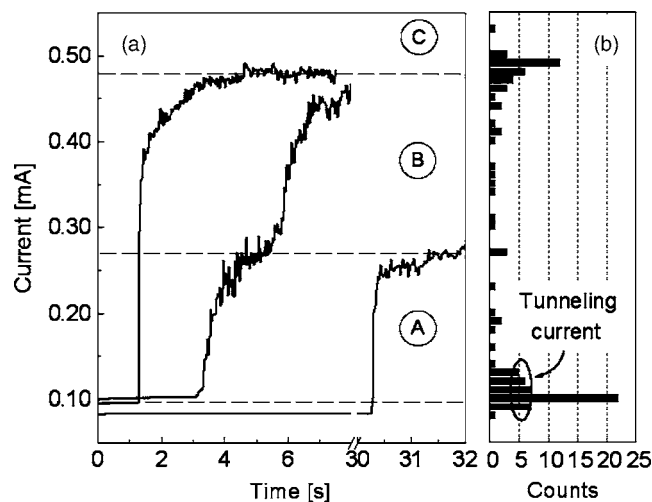 (a)
(b)
C
0.50
0.40
B
Current [mA]
0.30
A
Tunneling
current
0.20
0.10
0 2 4 6 30 31 32
Time [s]
0 5 10 15 20 25
Counts